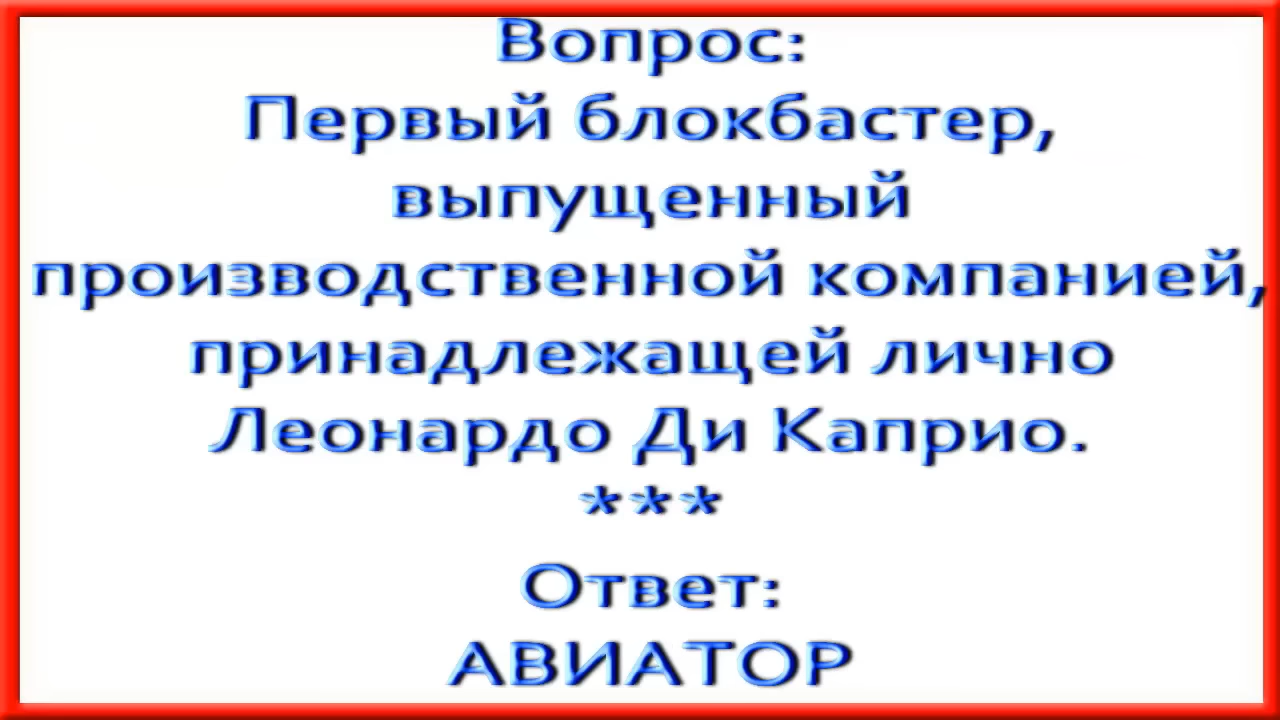 Вопрос:
Первый блокбастер,
выпущенный
производственной компанией,
принадлежащей лично
Леонардо Ди Каприо.
***
Ответ:
АВИАТОР